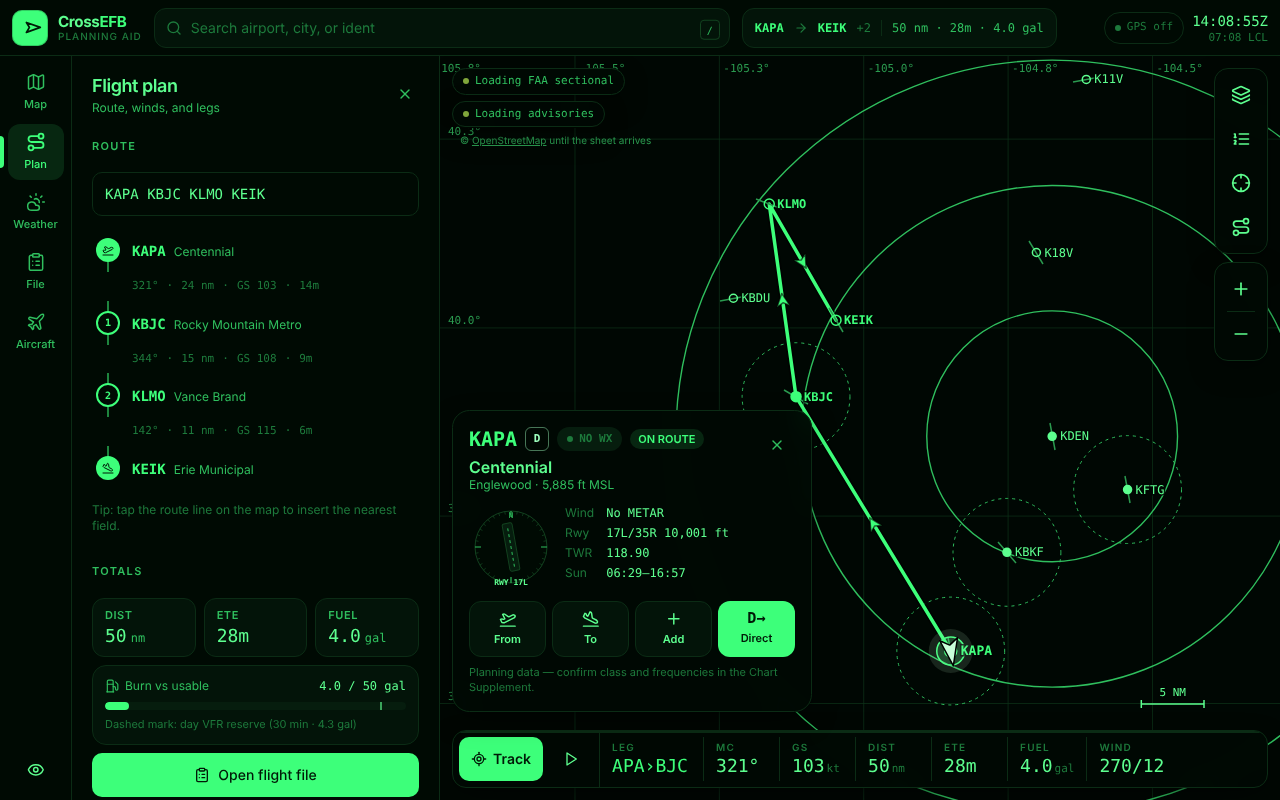 CrossEFB
PLANNING AID
Search airport, city, or ident
/
KAPA → KEIK +2 50 nm · 28m · 4.0 gal
GPS off
14:08:55Z
07:08 LCL
Map
Plan
Weather
File
Aircraft
Flight plan
Route, winds, and legs
ROUTE
KAPA KBJC KLMO KEIK
KAPA Centennial
321° · 24 nm · GS 103 · 14m
1 KBJC Rocky Mountain Metro
344° · 15 nm · GS 108 · 9m
2 KLMO Vance Brand
142° · 11 nm · GS 115 · 6m
KEIK Erie Municipal
Tip: tap the route line on the map to insert the nearest
field.
TOTALS
DIST
50 nm
ETE
28m
FUEL
4.0 gal
Burn vs usable 4.0 / 50 gal
Dashed mark: day VFR reserve (30 min · 4.3 gal)
Open flight file
-105.3° -105.0° -104.8° -104.5°
Loading FAA sectional
Loading advisories
40.3°
© OpenStreetMap until the sheet arrives
K11V
KLMO
K18V
KBDU
40.0°
KEIK
KBJC
KDEN
KFTG
KBKF
KAPA
5 NM
KAPA D NO WX ON ROUTE
Centennial
Englewood · 5,885 ft MSL
N
RWY 17L
Wind No METAR
Rwy 17L/35R 10,001 ft
TWR 118.90
Sun 06:29–16:57
From
To
Add
D→
Direct
Planning data — confirm class and frequencies in the Chart
Supplement.
Track
LEG
APA›BJC
MC
321°
GS
103 kt
DIST
50 nm
ETE
28m
FUEL
4.0 gal
WIND
270/12